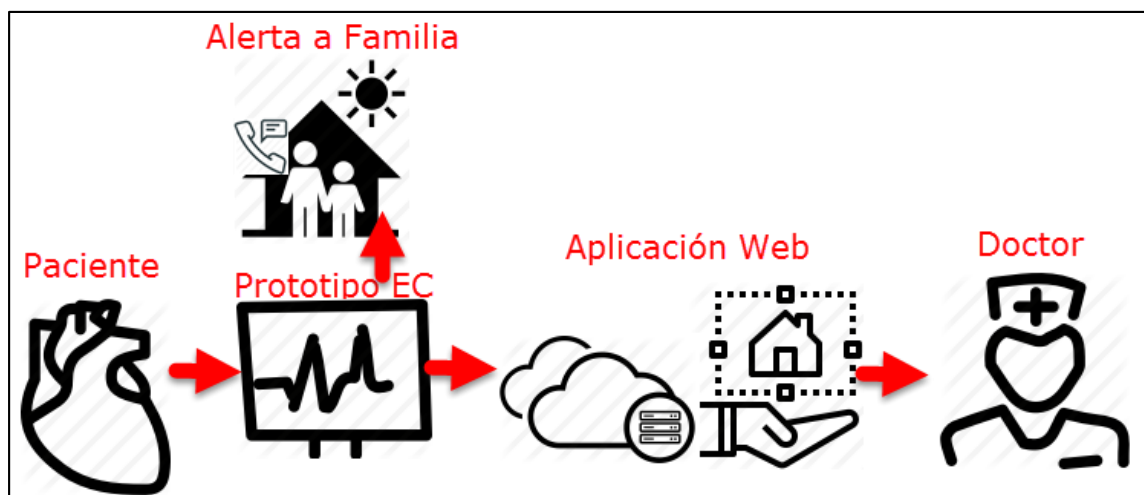 Alerta a Familia
Paciente
Prototipo EC
Aplicación Web
Doctor